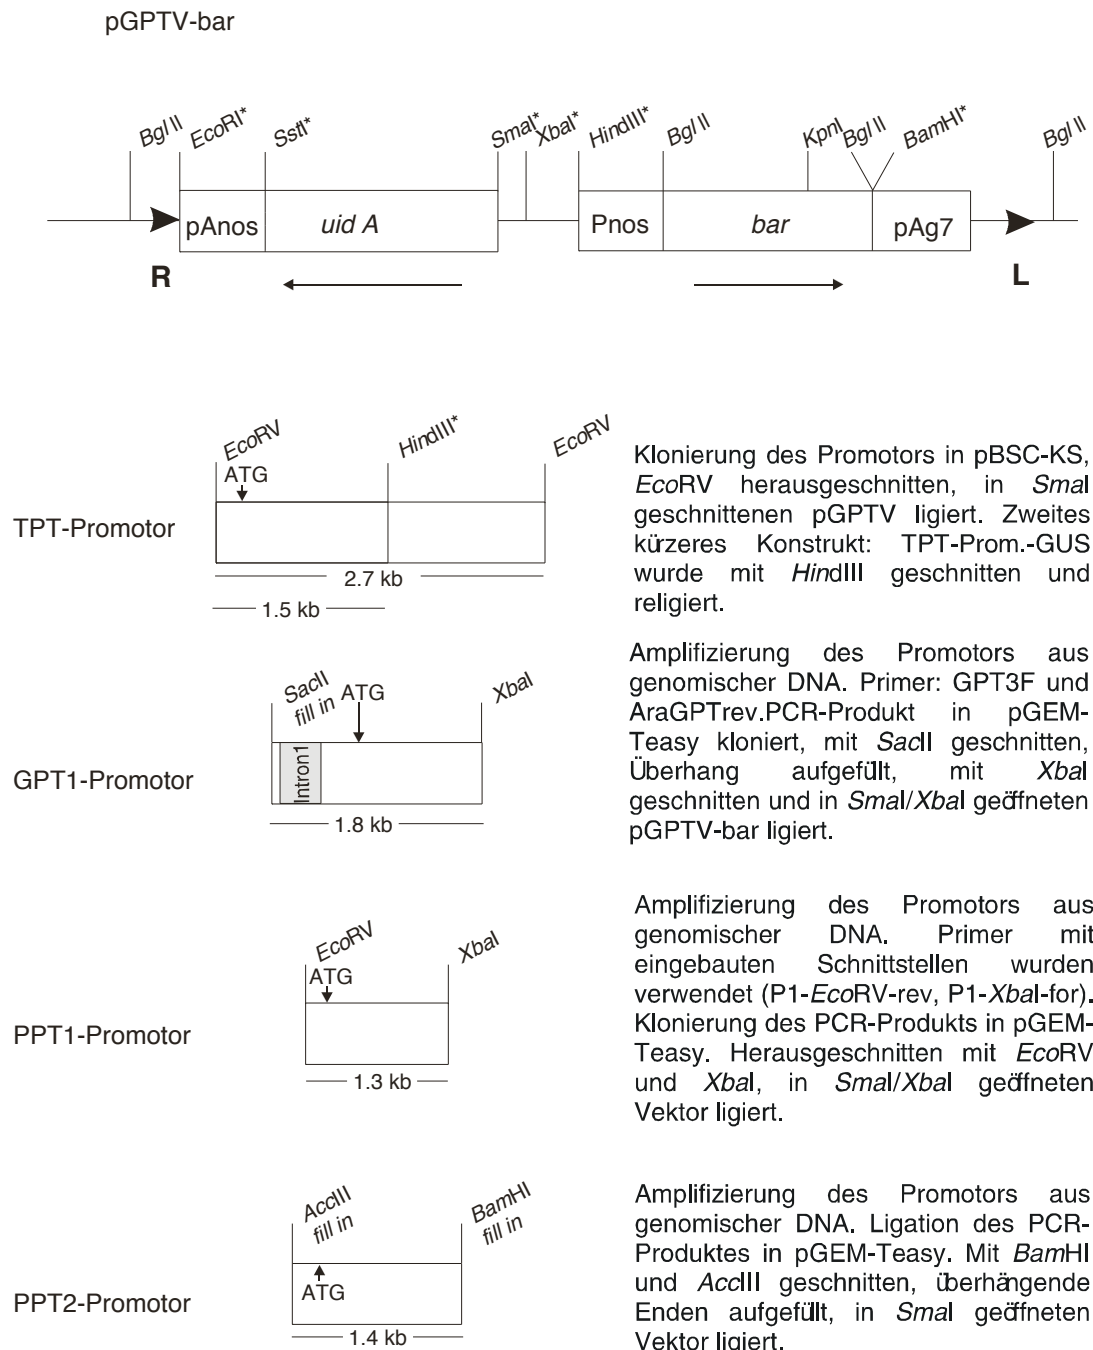 pGPTV-bar
Bgl II
EcoRI*
SstI*
SmaI*
XbaI*
HindIII*
Bgl II
KpnI
Bgl II
BamHI*
Bgl II
pAnos
uid A
Pnos
bar
pAg7
R
L
TPT-Promotor
EcoRV
ATG
HindIII*
EcoRV
2.7 kb
1.5 kb
Klonierung des Promotors in pBSC-KS,
EcoRV herausgeschnitten, in SmaI
geschnittenen pGPTV ligiert. Zweites
kürzeres Konstrukt: TPT-Prom.-GUS
wurde mit HindIII geschnitten und
religiert.
GPT1-Promotor
SacII
fill in
ATG
XbaI
Intron1
1.8 kb
Amplifizierung des Promotors aus
genomischer DNA. Primer: GPT3F und
AraGPTrev.PCR-Produkt in pGEM-
Teasy kloniert, mit SacII geschnitten,
Überhang aufgefüllt, mit XbaI
geschnitten und in SmaI/XbaI geöffneten
pGPTV-bar ligiert.
PPT1-Promotor
EcoRV
ATG
XbaI
1.3 kb
Amplifizierung des Promotors aus
genomischer DNA. Primer mit
eingebauten Schnittstellen wurden
verwendet (P1-EcoRV-rev, P1-XbaI-for).
Klonierung des PCR-Produkts in pGEM-
Teasy. Herausgeschnitten mit EcoRV
und XbaI, in SmaI/XbaI geöffneten
Vektor ligiert.
PPT2-Promotor
AccIII
fill in
BamHI
fill in
ATG
1.4 kb
Amplifizierung des Promotors aus
genomischer DNA. Ligation des PCR-
Produktes in pGEM-Teasy. Mit BamHI
und AccIII geschnitten, überhängende
Enden aufgefüllt, in SmaI geöffneten
Vektor ligiert.